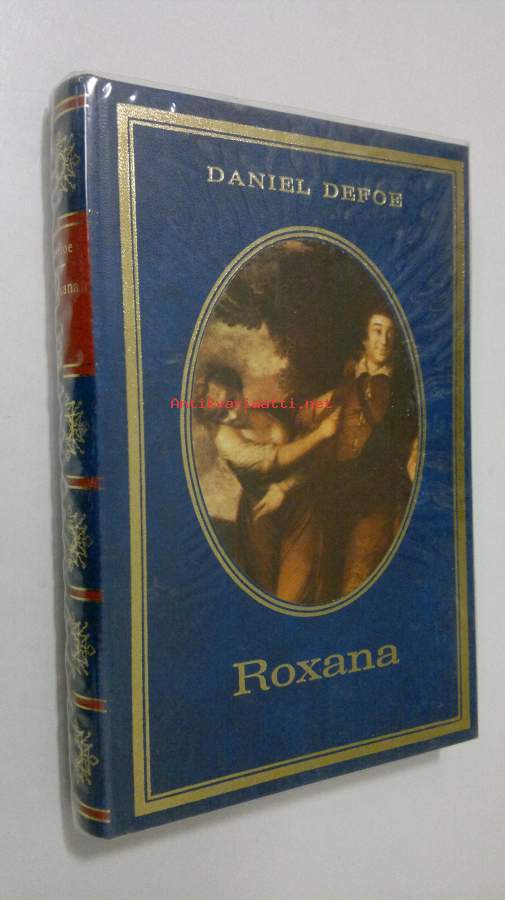 DANIEL DEFOE
Roxana
Antikvariaatti.net